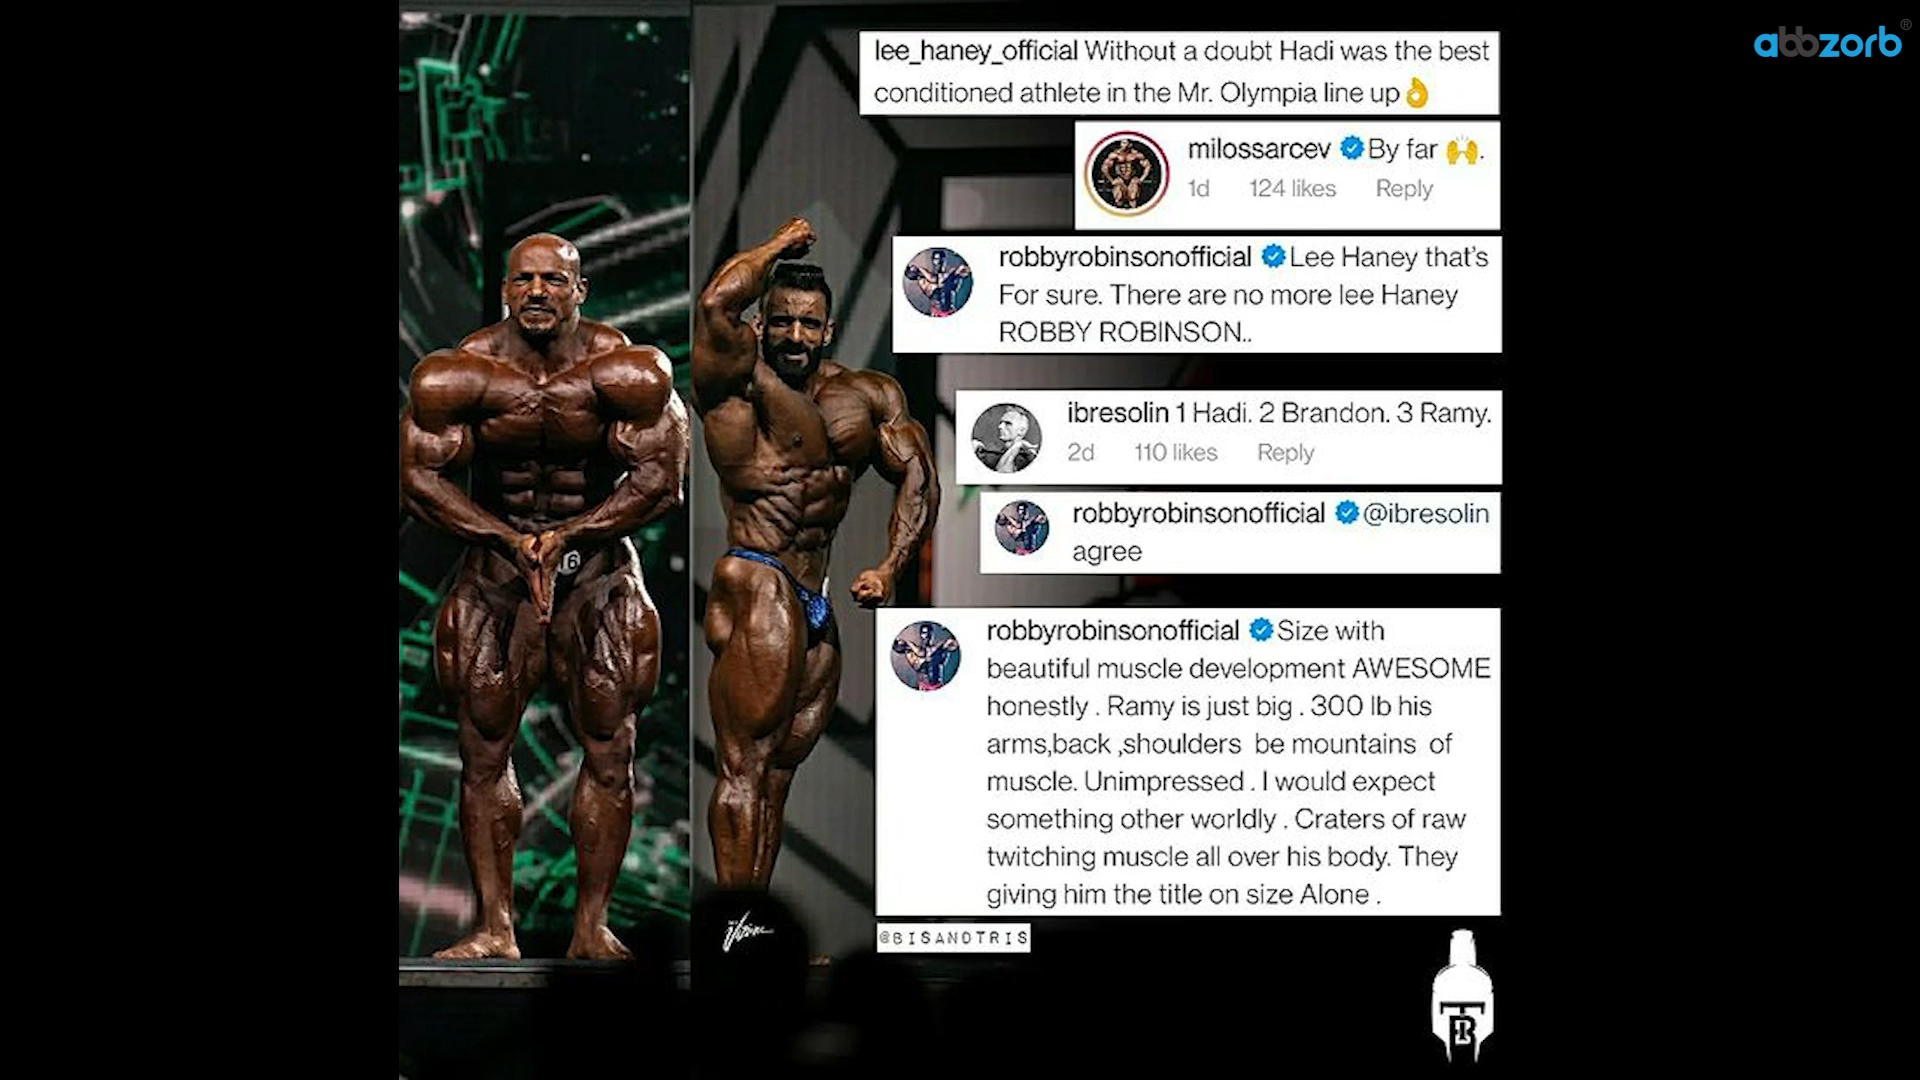 abbzorb®
lee_haney_official Without a doubt Hadi was the best
conditioned athlete in the Mr. Olympia line up👌
milossarcev By far 🙌.
1d 124 likes Reply
robbyrobinsonofficial Lee Haney that's
For sure. There are no more lee Haney
ROBBY ROBINSON..
ibresolin 1 Hadi. 2 Brandon. 3 Ramy.
2d 110 likes Reply
robbyrobinsonofficial @ibresolin
agree
16
robbyrobinsonofficial Size with
beautiful muscle development AWESOME
honestly . Ramy is just big . 300 lb his
arms,back ,shoulders be mountains of
muscle. Unimpressed . I would expect
something other worldly . Craters of raw
twitching muscle all over his body. They
giving him the title on size Alone .
@BISANDTRIS